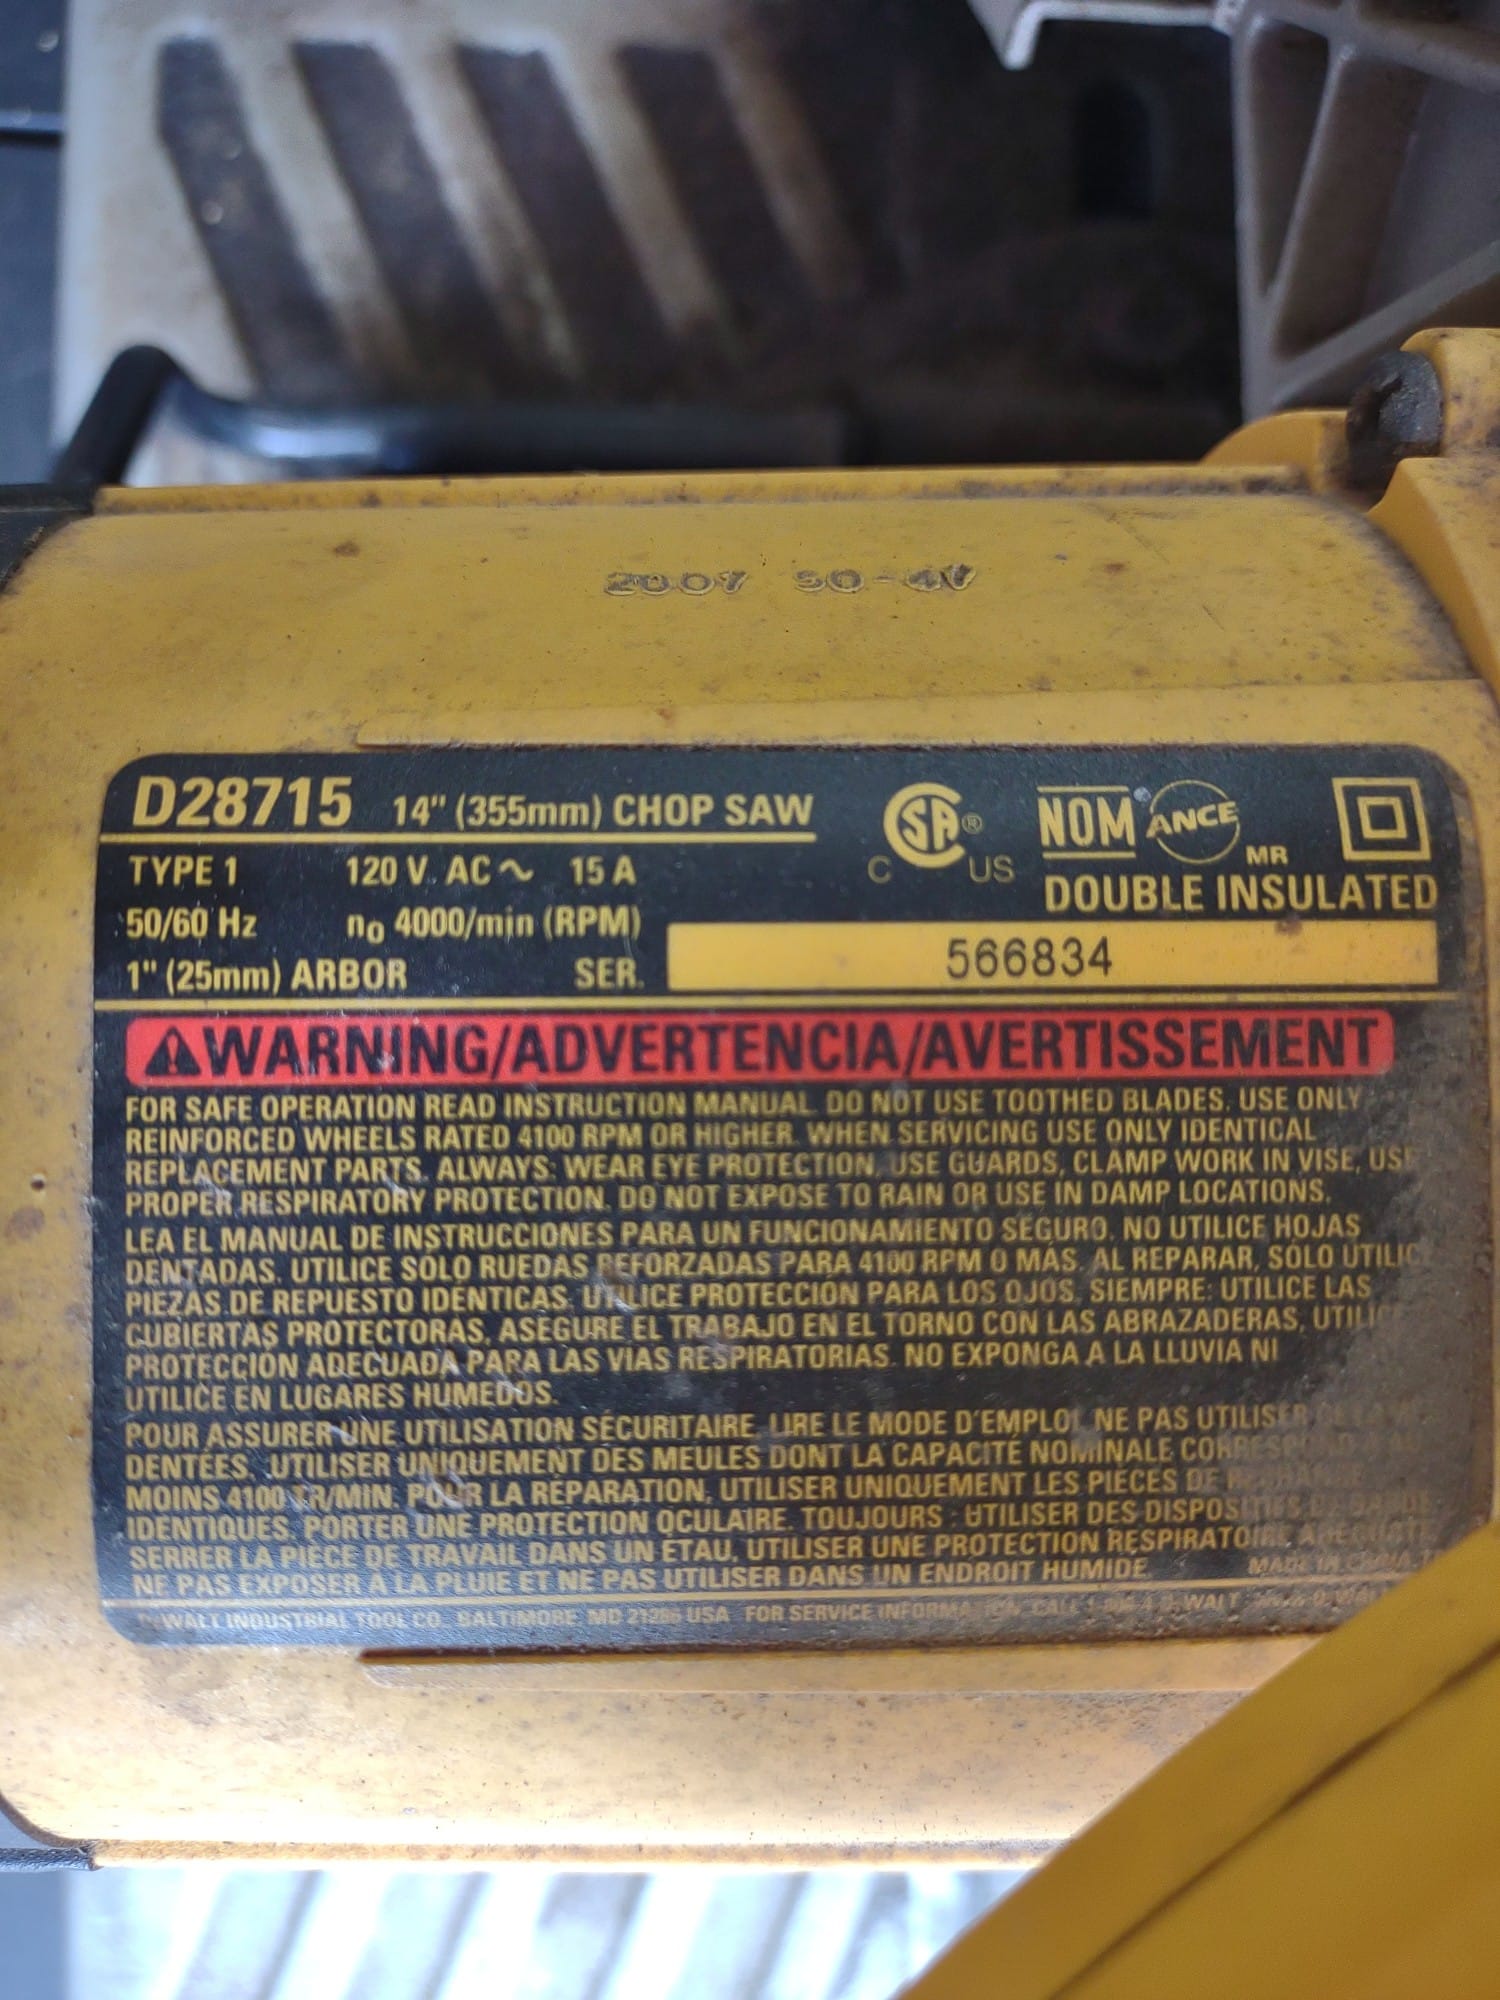 2007
D28715 14" (355mm) CHOP SAW
TYPE 1 120 V AC ~ 15 A
50/60 Hz n₀ 4000/min (RPM)
1" (25mm) ARBOR SER. 566834
CSA ® C US
NOM ANCE MR
DOUBLE INSULATED
WARNING/ADVERTENCIA/AVERTISSEMENT
FOR SAFE OPERATION READ INSTRUCTION MANUAL. DO NOT USE TOOTHED BLADES. USE ONLY
REINFORCED WHEELS RATED 4100 RPM OR HIGHER. WHEN SERVICING USE ONLY IDENTICAL
REPLACEMENT PARTS. ALWAYS: WEAR EYE PROTECTION, USE GUARDS, CLAMP WORK IN VISE, USE
PROPER RESPIRATORY PROTECTION. DO NOT EXPOSE TO RAIN OR USE IN DAMP LOCATIONS.
LEA EL MANUAL DE INSTRUCCIONES PARA UN FUNCIONAMIENTO SEGURO. NO UTILICE HOJAS
DENTADAS. UTILICE SÓLO RUEDAS REFORZADAS PARA 4100 RPM O MÁS. AL REPARAR, SÓLO UTILIC
PIEZAS DE REPUESTO IDÉNTICAS. UTILICE PROTECCIÓN PARA LOS OJOS. SIEMPRE: UTILICE LAS
CUBIERTAS PROTECTORAS, ASEGURE EL TRABAJO EN EL TORNO CON LAS ABRAZADERAS, UTILI
PROTECCIÓN ADECUADA PARA LAS VIAS RESPIRATORIAS. NO EXPONGA A LA LLUVIA NI
UTILICE EN LUGARES HÚMEDOS.
POUR ASSURER UNE UTILISATION SÉCURITAIRE, LIRE LE MODE D'EMPLOI. NE PAS UTILISER
DENTÉES. UTILISER UNIQUEMENT DES MEULES DONT LA CAPACITÉ NOMINALE CORRESPOND
MOINS 4100 TR/MIN. POUR LA RÉPARATION, UTILISER UNIQUEMENT LES PIÈCES DE
IDENTIQUES. PORTER UNE PROTECTION OCULAIRE. TOUJOURS : UTILISER DES DISPOSITIFS DE
SERRER LA PIÈCE DE TRAVAIL DANS UN ÉTAU, UTILISER UNE PROTECTION RESPIRATOIRE
NE PAS EXPOSER À LA PLUIE ET NE PAS UTILISER DANS UN ENDROIT HUMIDE. MADE IN CHINA
DEWALT INDUSTRIAL TOOL CO. BALTIMORE, MD 21286 USA FOR SERVICE INFORMATION, CALL